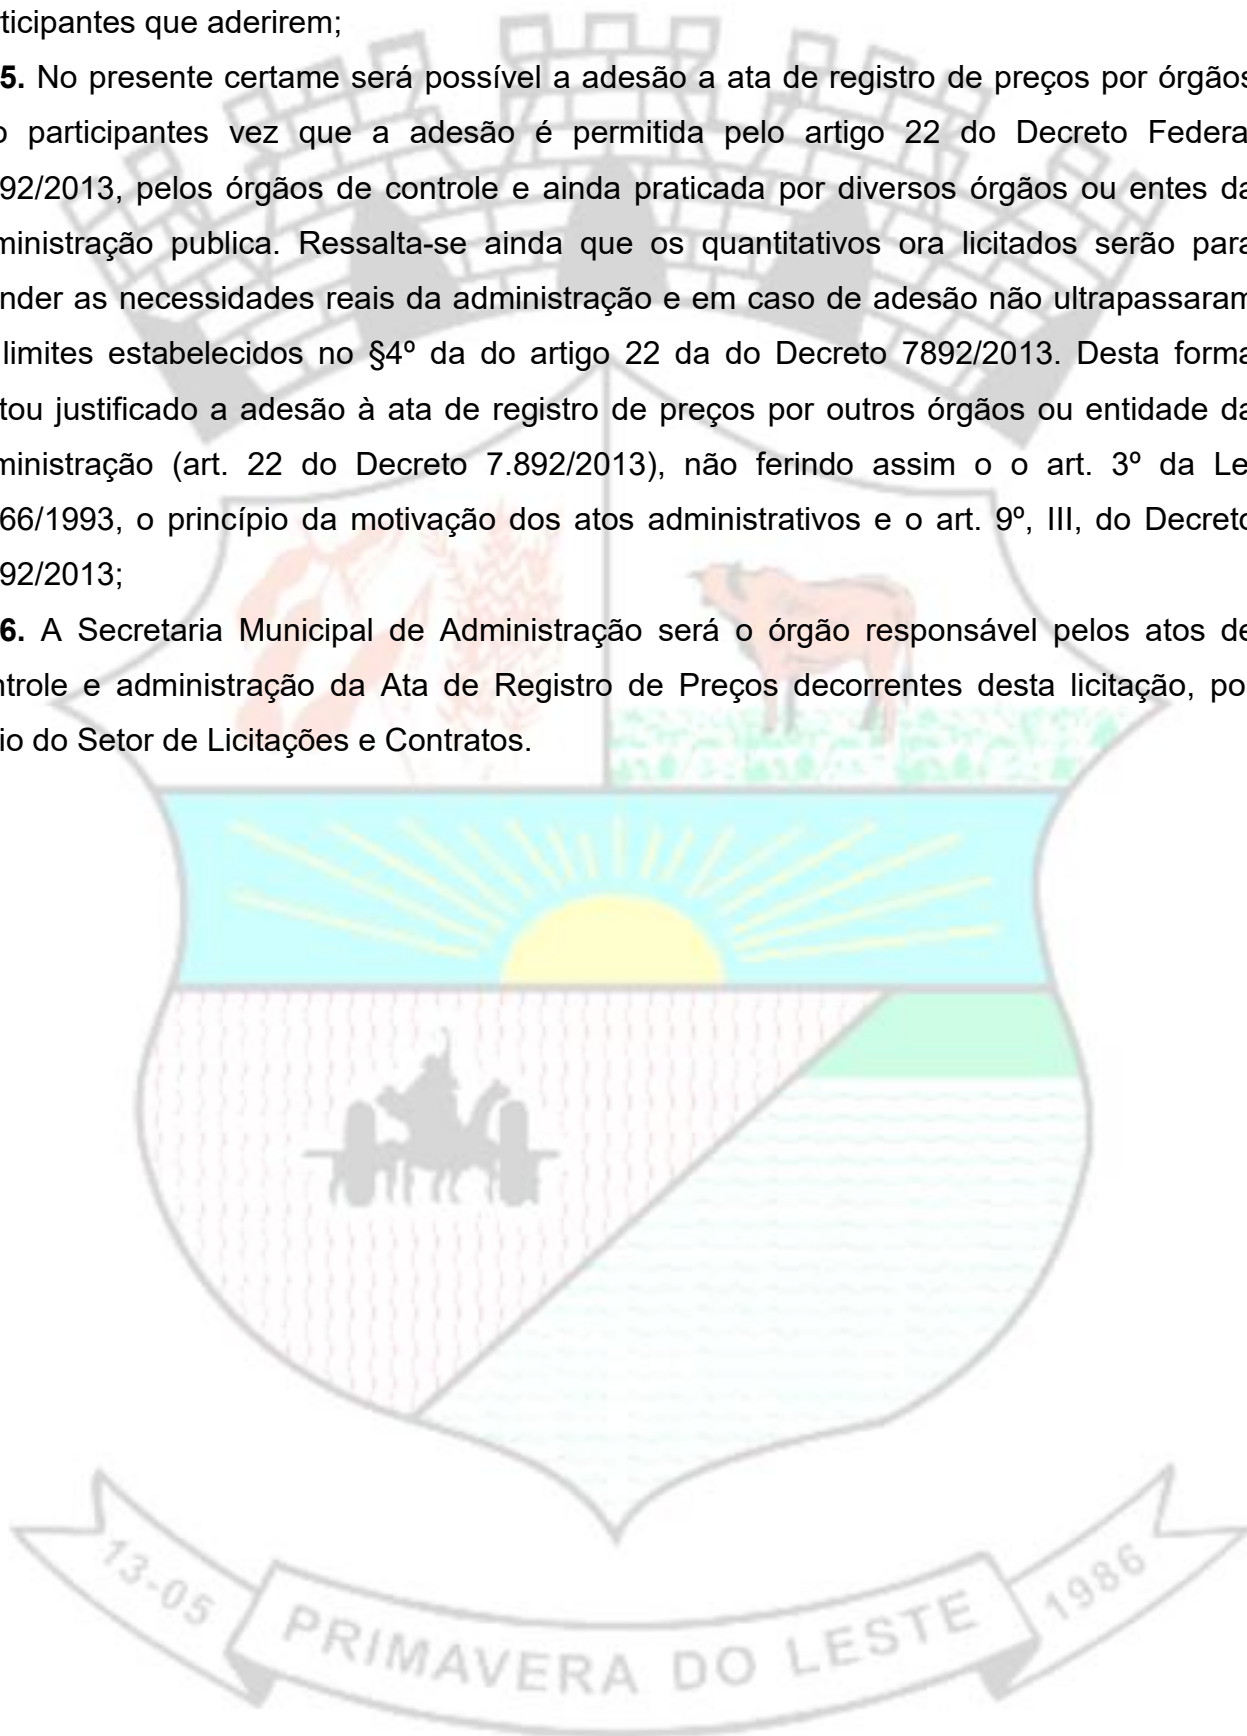 ticipantes que aderirem;
5. No presente certame será possível a adesão a ata de registro de preços por órgãos
o participantes vez que a adesão é permitida pelo artigo 22 do Decreto Federa
92/2013, pelos órgãos de controle e ainda praticada por diversos órgãos ou entes da
ministração publica. Ressalta-se ainda que os quantitativos ora licitados serão para
nder as necessidades reais da administração e em caso de adesão não ultrapassaram
limites estabelecidos no §4º da do artigo 22 da do Decreto 7892/2013. Desta forma
tou justificado a adesão à ata de registro de preços por outros órgãos ou entidade da
ministração (art. 22 do Decreto 7.892/2013), não ferindo assim o o art. 3º da Le
66/1993, o princípio da motivação dos atos administrativos e o art. 9º, III, do Decreto
92/2013;
6. A Secretaria Municipal de Administração será o órgão responsável pelos atos de
ntrole e administração da Ata de Registro de Preços decorrentes desta licitação, po
io do Setor de Licitações e Contratos.
13-05 PRIMAVERA DO LESTE 1986